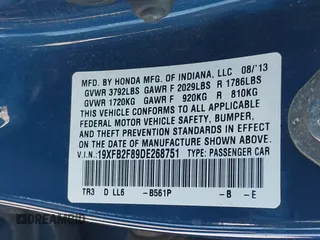 MFD. BY HONDA MFG. OF INDIANA, LLC 08/'13
GVWR 3792LBS GAWR F 2029LBS R 1786LBS
GVWR 1720KG GAWR F 920KG R 810KG
THIS VEHICLE CONFORMS TO ALL APPLICABLE
FEDERAL MOTOR VEHICLE SAFETY, BUMPER,
AND THEFT PREVENTION STANDARDS IN EFFECT
ON THE DATE OF MANUFACTURE SHOWN ABOVE.
V.I.N.:19XFB2F89DE268751 TYPE: PASSENGER CAR
TR3 D LL6 -B561P -B -E